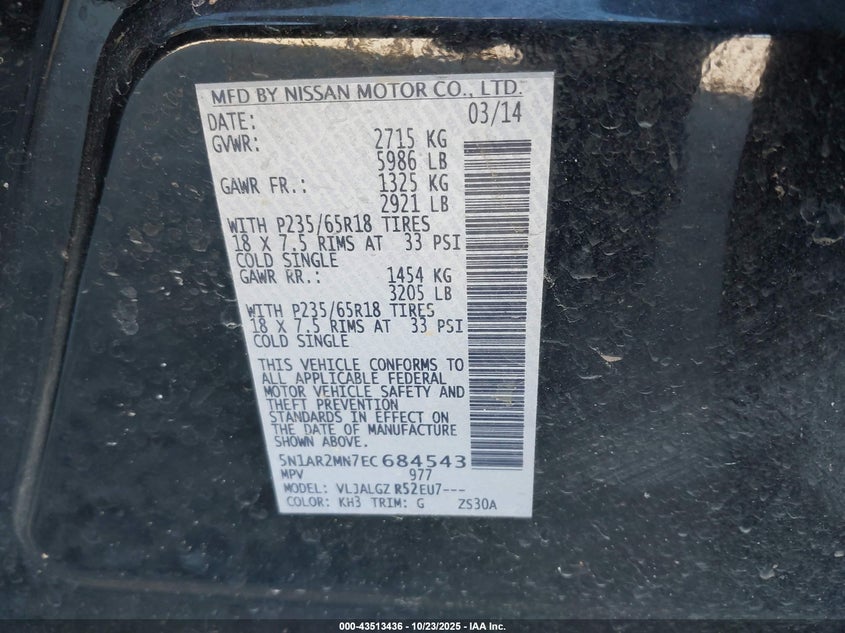 MFD BY NISSAN MOTOR CO., LTD.
DATE: 03/14
GVWR: 2715 KG
5986 LB
GAWR FR.: 1325 KG
2921 LB
WITH P235/65R18 TIRES
18 X 7.5 RIMS AT 33 PSI
COLD SINGLE
GAWR RR.: 1454 KG
3205 LB
WITH P235/65R18 TIRES
18 X 7.5 RIMS AT 33 PSI
COLD SINGLE
THIS VEHICLE CONFORMS TO
ALL APPLICABLE FEDERAL
MOTOR VEHICLE SAFETY AND
THEFT PREVENTION
STANDARDS IN EFFECT ON
THE DATE OF MANUFACTURE
SHOWN ABOVE.
5N1AR2MN7EC684543
MPV 977
MODEL: VLJALGZ R52EU7---
COLOR: KH3 TRIM: G ZS30A
000-43513436 - 10/23/2025 - IAA Inc.